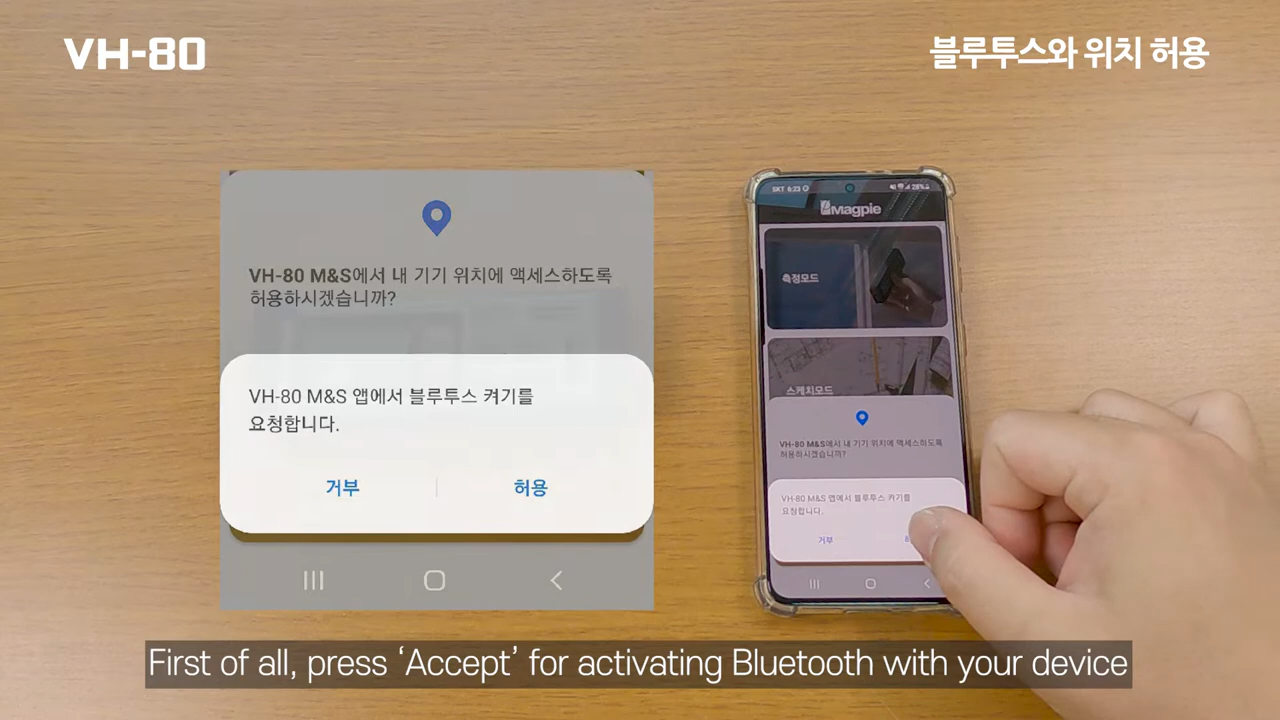 VH-80
블루투스와 위치 허용
VH-80 M&S에서 내 기기 위치에 액세스하도록
허용하시겠습니까?
VH-80 M&S 앱에서 블루투스 켜기를
요청합니다.
거부
허용
SKT 6:23
28%
Magpie
측정모드
스케치모드
VH-80 M&S에서 내 기기 위치에 액세스하도록
허용하시겠습니까?
VH-80 M&S 앱에서 블루투스 켜기를
요청합니다.
거부
First of all, press ‘Accept’ for activating Bluetooth with your device